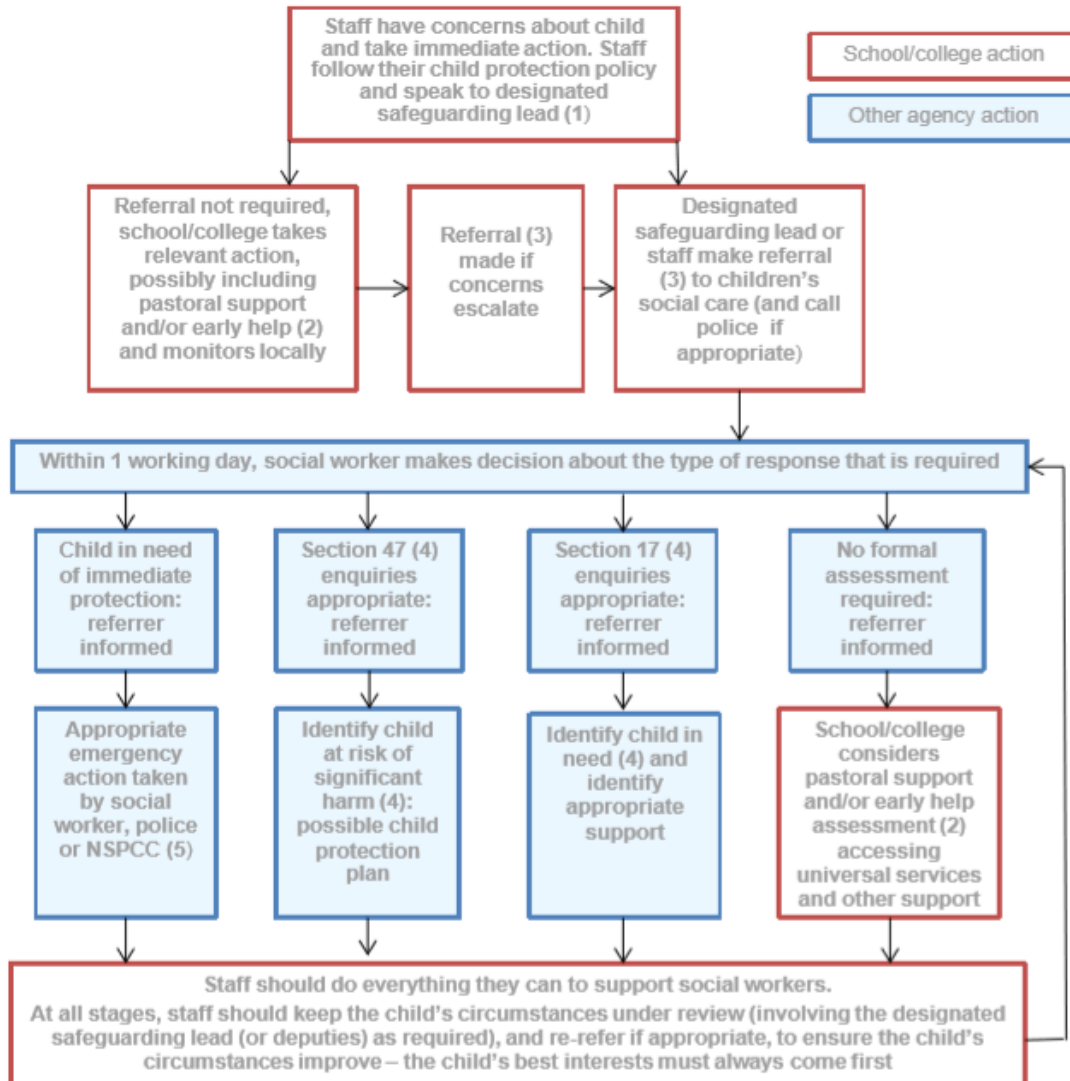 Staff have concerns about child
and take immediate action. Staff
follow their child protection policy
and speak to designated
safeguarding lead (1)
School/college action
Other agency action
Referral not required,
school/college takes
relevant action,
possibly including
pastoral support
and/or early help (2)
and monitors locally
Referral (3)
made if
concerns
escalate
Designated
safeguarding lead or
staff make referral
(3) to children's
social care (and call
police if
appropriate)
Within 1 working day, social worker makes decision about the type of response that is required
Child in need
of immediate
protection:
referrer
informed
Section 47 (4)
enquiries
appropriate:
referrer
informed
Section 17 (4)
enquiries
appropriate:
referrer
informed
No formal
assessment
required:
referrer
informed
Appropriate
emergency
action taken
by social
worker, police
or NSPCC (5)
Identify child
at risk of
significant
harm (4):
possible child
protection
plan
Identify child in
need (4) and
identify
appropriate
support
School/college
considers
pastoral support
and/or early help
assessment (2)
accessing
universal services
and other support
Staff should do everything they can to support social workers.
At all stages, staff should keep the child's circumstances under review (involving the designated
safeguarding lead (or deputies) as required), and re-refer if appropriate, to ensure the child's
circumstances improve – the child's best interests must always come first